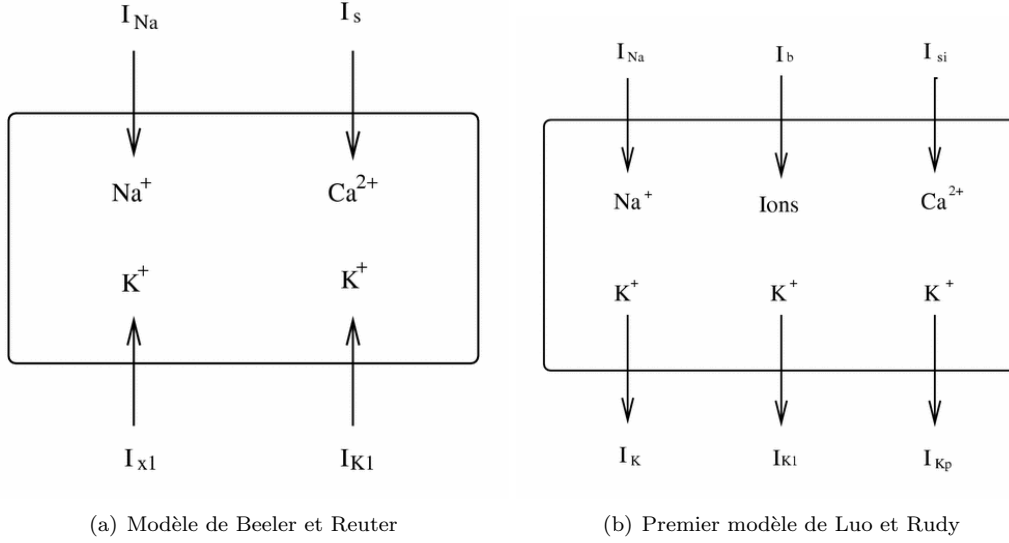 I Na I s
Na+ Ca2+
K+ K+
I x1 I K1
(a) Modèle de Beeler et Reuter
I Na I b I si
Na+ Ions Ca2+
K+ K+ K+
I K I K1 I Kp
(b) Premier modèle de Luo et Rudy